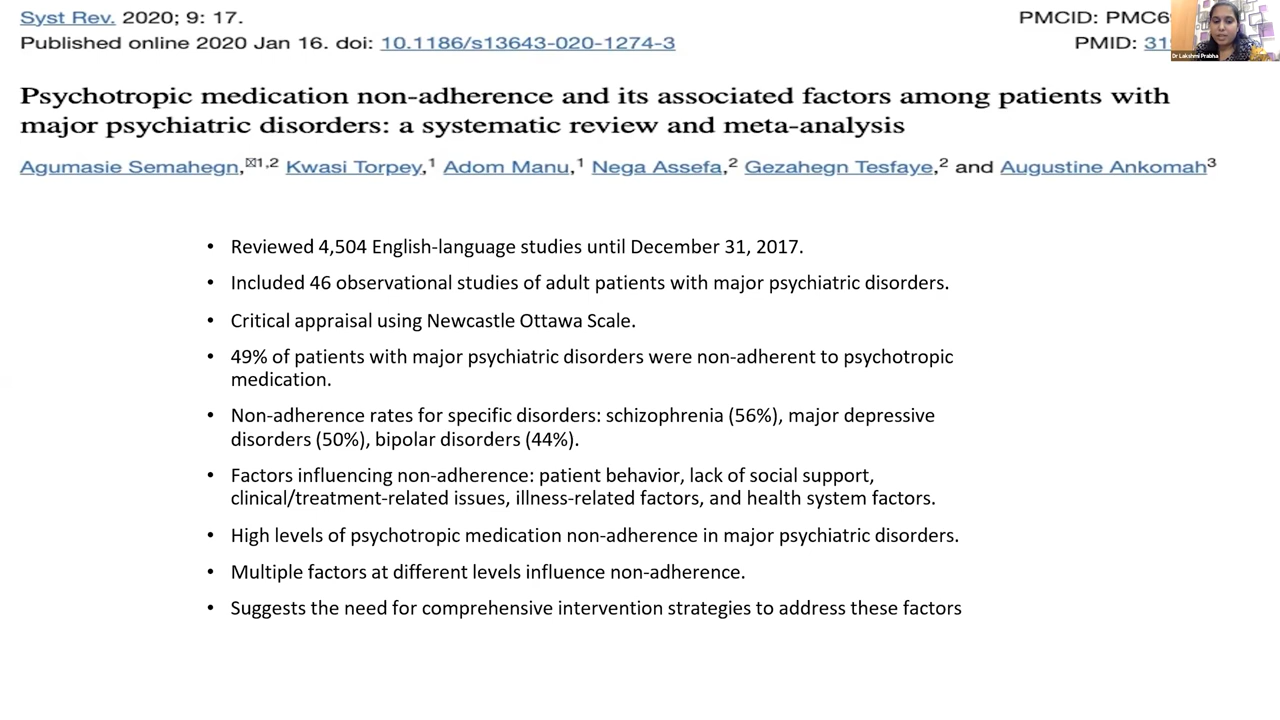 Syst Rev. 2020; 9: 17.
PMCID: PMC6
Published online 2020 Jan 16. doi: 10.1186/s13643-020-1274-3
PMID: 31
Dr Lakshmi Prabha
Psychotropic medication non-adherence and its associated factors among patients with
major psychiatric disorders: a systematic review and meta-analysis
Agumasie Semahegn,✉1,2 Kwasi Torpey,1 Adom Manu,1 Nega Assefa,2 Gezahegn Tesfaye,2 and Augustine Ankomah3
• Reviewed 4,504 English-language studies until December 31, 2017.
• Included 46 observational studies of adult patients with major psychiatric disorders.
• Critical appraisal using Newcastle Ottawa Scale.
• 49% of patients with major psychiatric disorders were non-adherent to psychotropic
medication.
• Non-adherence rates for specific disorders: schizophrenia (56%), major depressive
disorders (50%), bipolar disorders (44%).
• Factors influencing non-adherence: patient behavior, lack of social support,
clinical/treatment-related issues, illness-related factors, and health system factors.
• High levels of psychotropic medication non-adherence in major psychiatric disorders.
• Multiple factors at different levels influence non-adherence.
• Suggests the need for comprehensive intervention strategies to address these factors